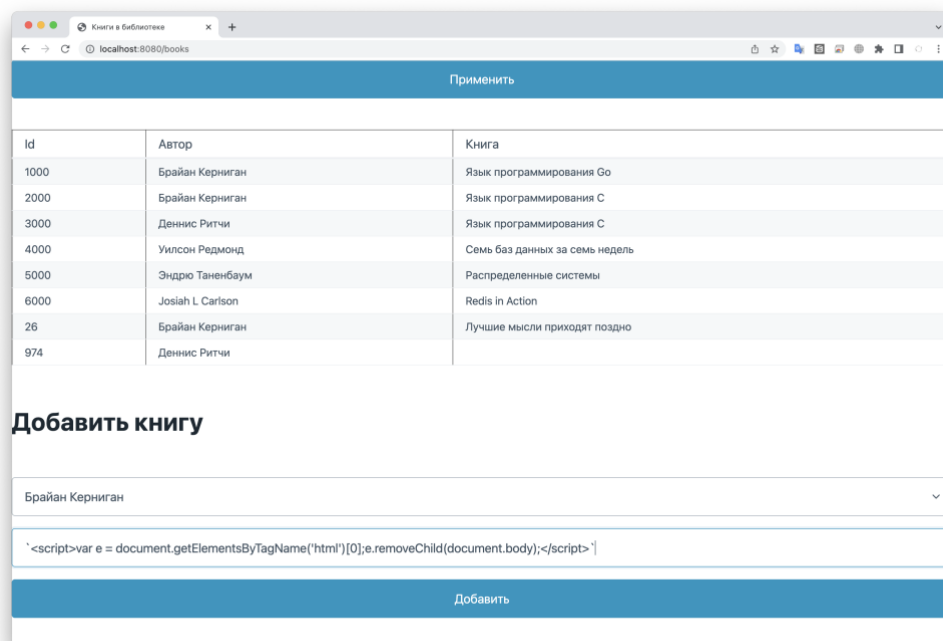 Книги в библиотеке
localhost:8080/books
Применить
Id Автор Книга
1000 Брайан Керниган Язык программирования Go
2000 Брайан Керниган Язык программирования C
3000 Деннис Ритчи Язык программирования C
4000 Уилсон Редмонд Семь баз данных за семь недель
5000 Эндрю Таненбаум Распределенные системы
6000 Josiah L Carlson Redis in Action
26 Брайан Керниган Лучшие мысли приходят поздно
974 Деннис Ритчи
Добавить книгу
Брайан Керниган
`<script>var e = document.getElementsByTagName('html')[0];e.removeChild(document.body);</script>`
Добавить